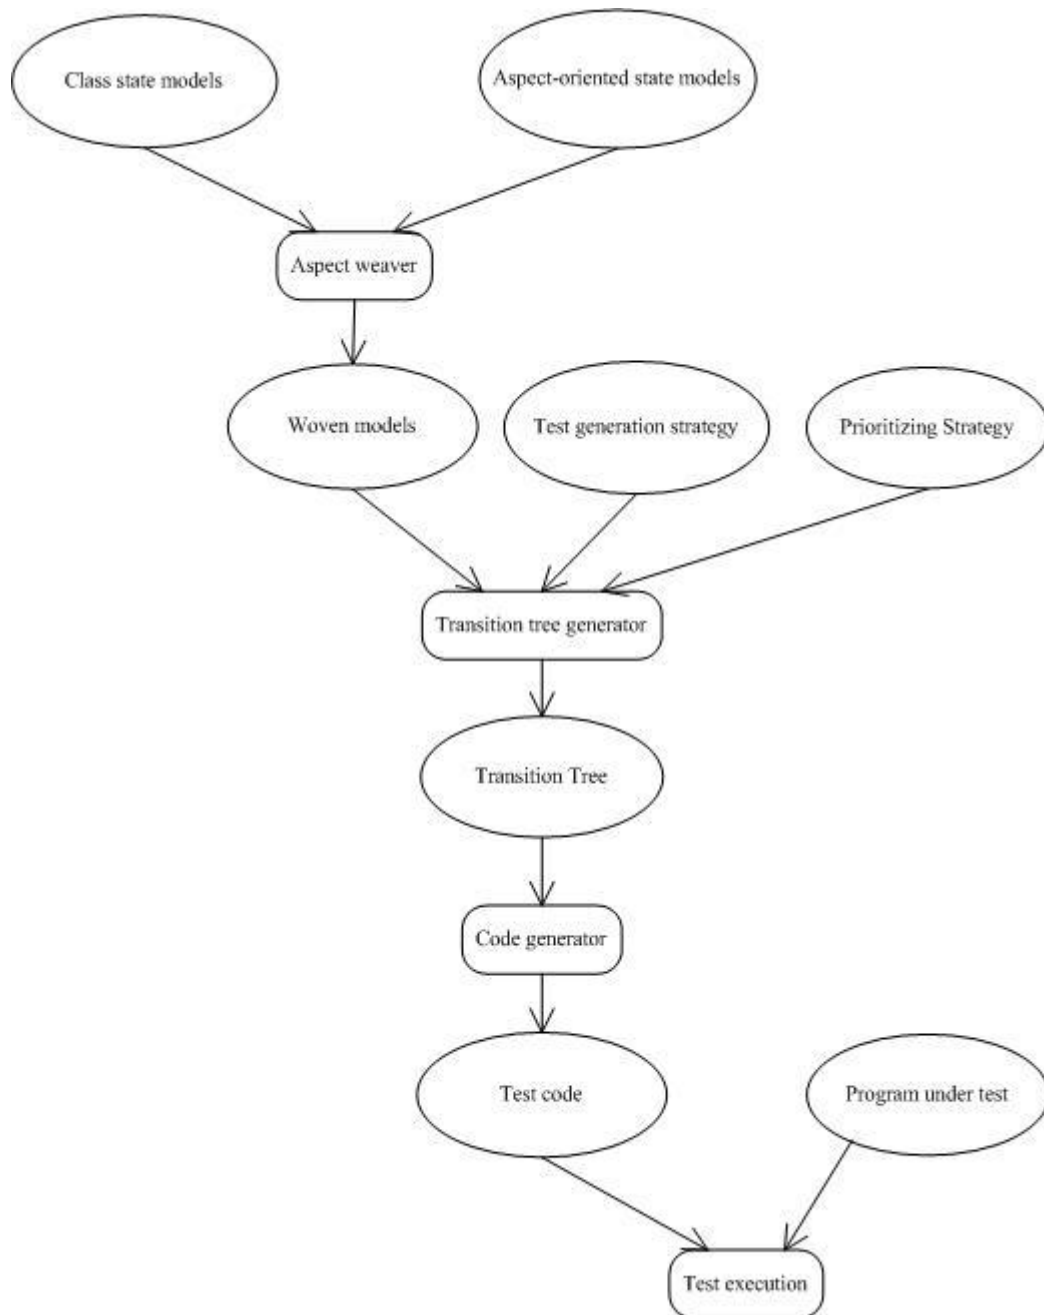 Class state models
Aspect-oriented state models
Aspect weaver
Woven models
Test generation strategy
Prioritizing Strategy
Transition tree generator
Transition Tree
Code generator
Test code
Program under test
Test execution